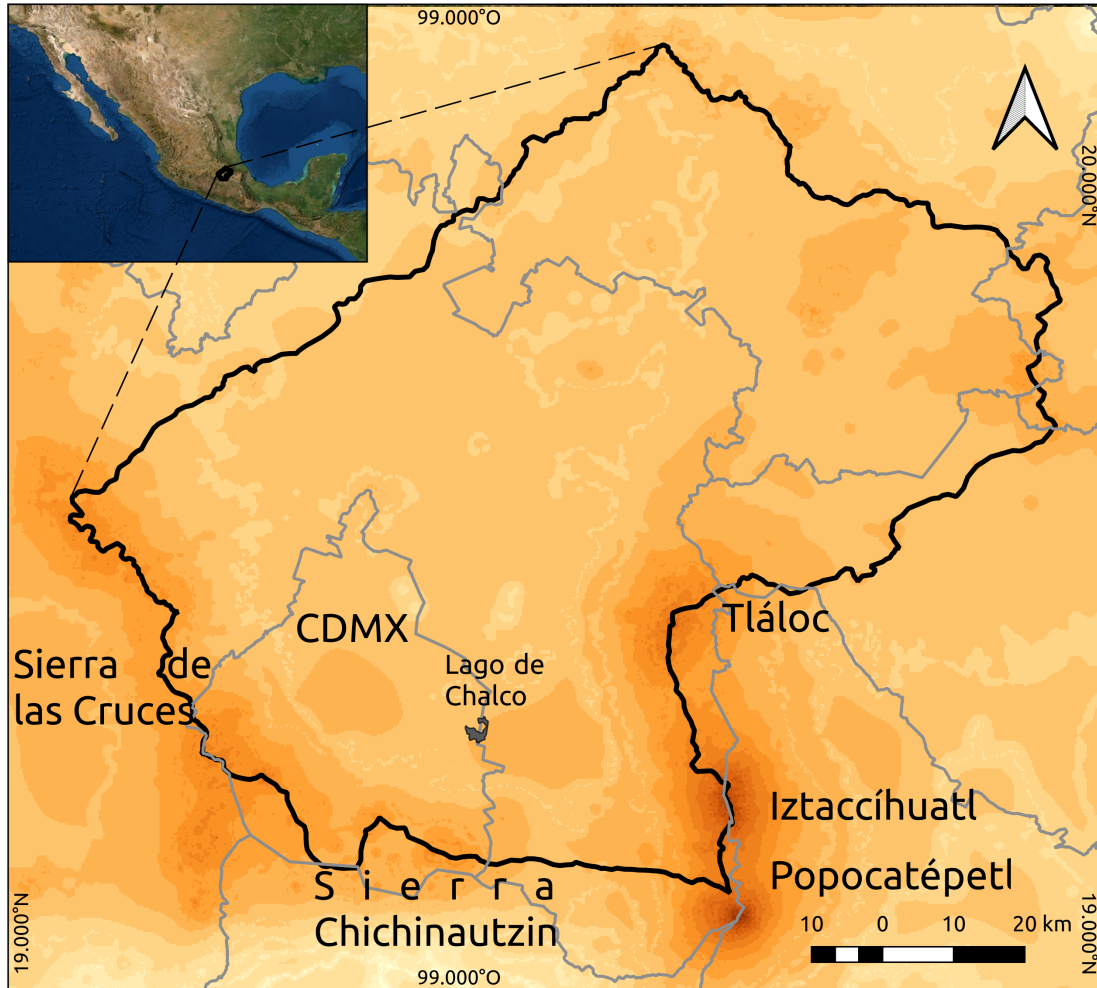 99.000°O
20.000°N
CDMX
Lago de
Chalco
Tláloc
Sierra de
las Cruces
Iztaccíhuatl
Popocatépetl
Sierra
Chichinautzin
10 0 10 20 km
19.000°N
19.000°N
99.000°O